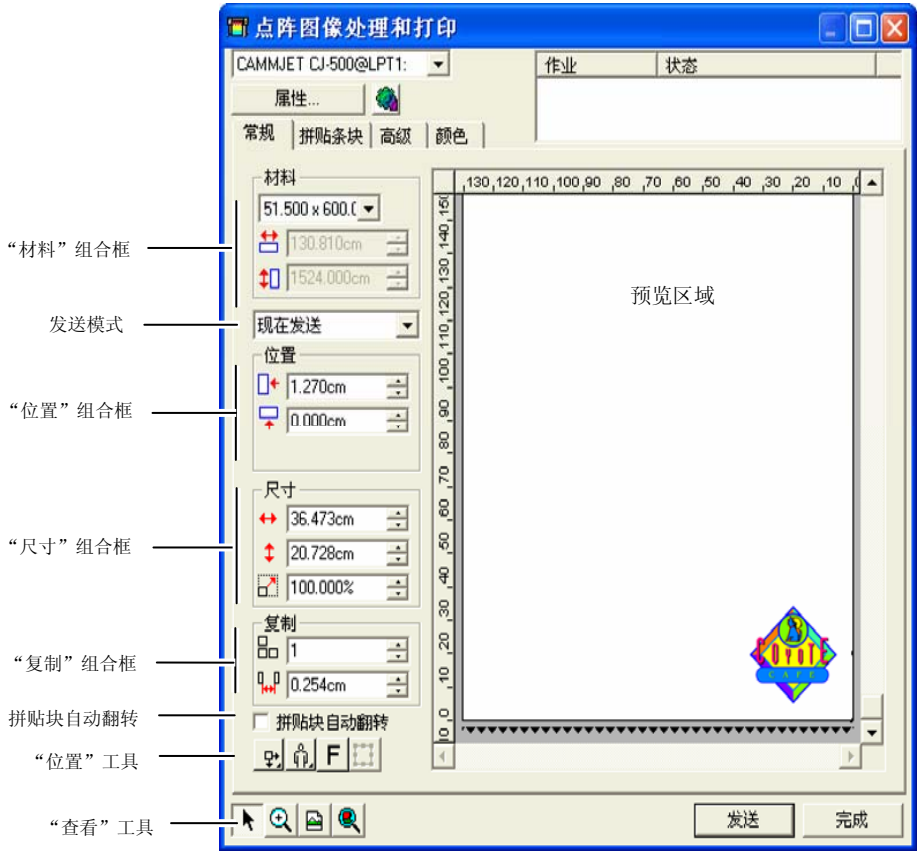 点阵图像处理和打印
CAMMJET CJ-500@LPT1:
作业 状态
属性...
常规 拼贴条块 高级 颜色
材料
51.500 x 600.(
130.810cm
1524.000cm
现在发送
位置
1.270cm
0.000cm
尺寸
36.473cm
20.728cm
100.000%
复制
1
0.254cm
拼贴块自动翻转
F
130 120 110 100 90 80 70 60 50 40 30 20 10 0
150
140
130
120
110
100
90
80
70
60
50
40
30
20
10
0
预览区域
COYOTE
CAFE
发送 完成
“材料”组合框
发送模式
“位置”组合框
“尺寸”组合框
“复制”组合框
拼贴块自动翻转
“位置”工具
“查看”工具